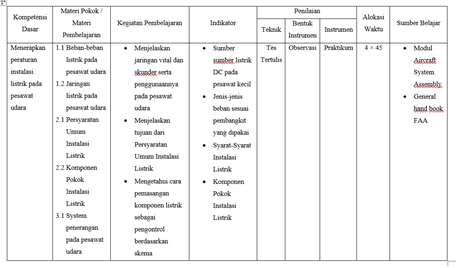 Kompetensi
Dasar
Materi Pokok /
Materi
Pembelajaran
Kegiatan Pembelajaran
Indikator
Penilaian
Teknik
Bentuk
Instrumen
Instrumen
Alokasi
Waktu
Sumber Belajar
Menerapkan
peraturan
instalasi
listrik pada
pesawat
udara
1.1 Beban-beban
listrik pada
pesawat udara
1.2 Jaringan
listrik pada
pesawat udara
2.1 Persyaratan
Umum
Instalasi
Listrik
2.2 Komponen
Pokok
Instalasi
Listrik
3.1 System
penerangan
pada pesawat
udara
• Menjelaskan
jaringan vital dan
skunder serta
penggunaannya
pada pesawat
udara
• Menjelaskan
tujuan dari
Persyaratan
Umum Instalasi
Listrik
• Mengetahui cara
pemasangan
komponen listrik
sebagai
pengontrol
berdasarkan
skema
• Sumber
sumber listrik
DC pada
pesawat kecil
• Jenis-jenis
beban sesuai
pembangkit
yang dipakai
• Syarat-Syarat
Instalasi
Listrik
• Komponen
Pokok
Instalasi
Listrik
Tes
Tertulis
Observasi
Praktikum
4 × 45
• Modul
Aircraft
System
Assembly.
• General
hand book
FAA